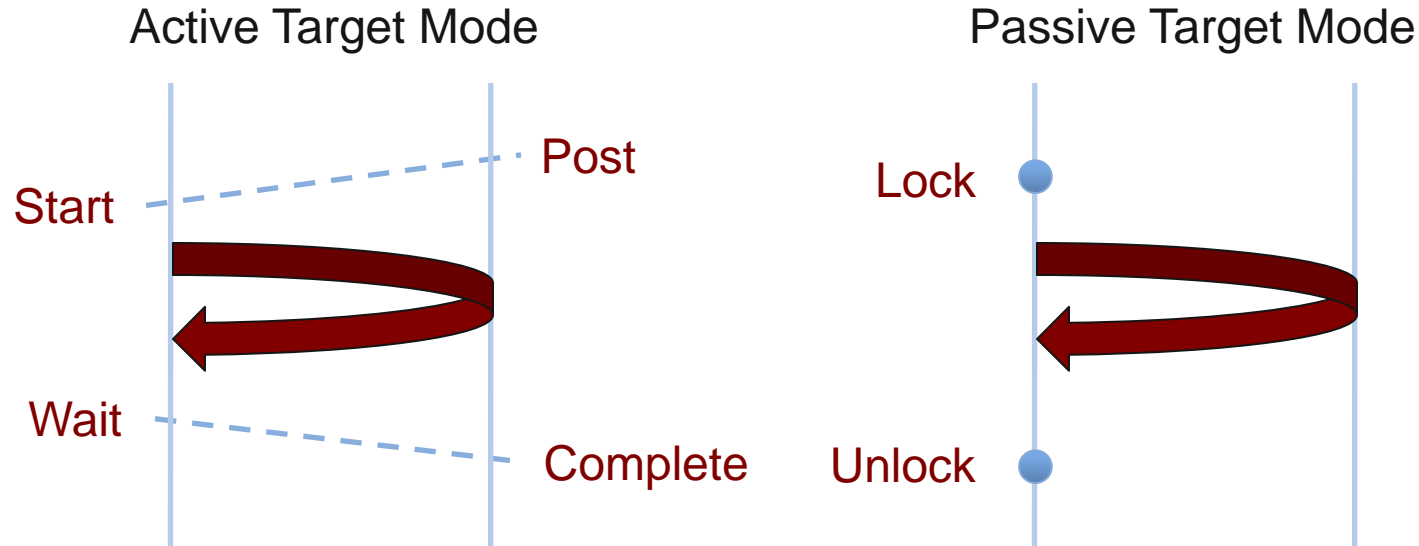 Active Target Mode
Passive Target Mode
Post
Start
Lock
Wait
Complete
Unlock